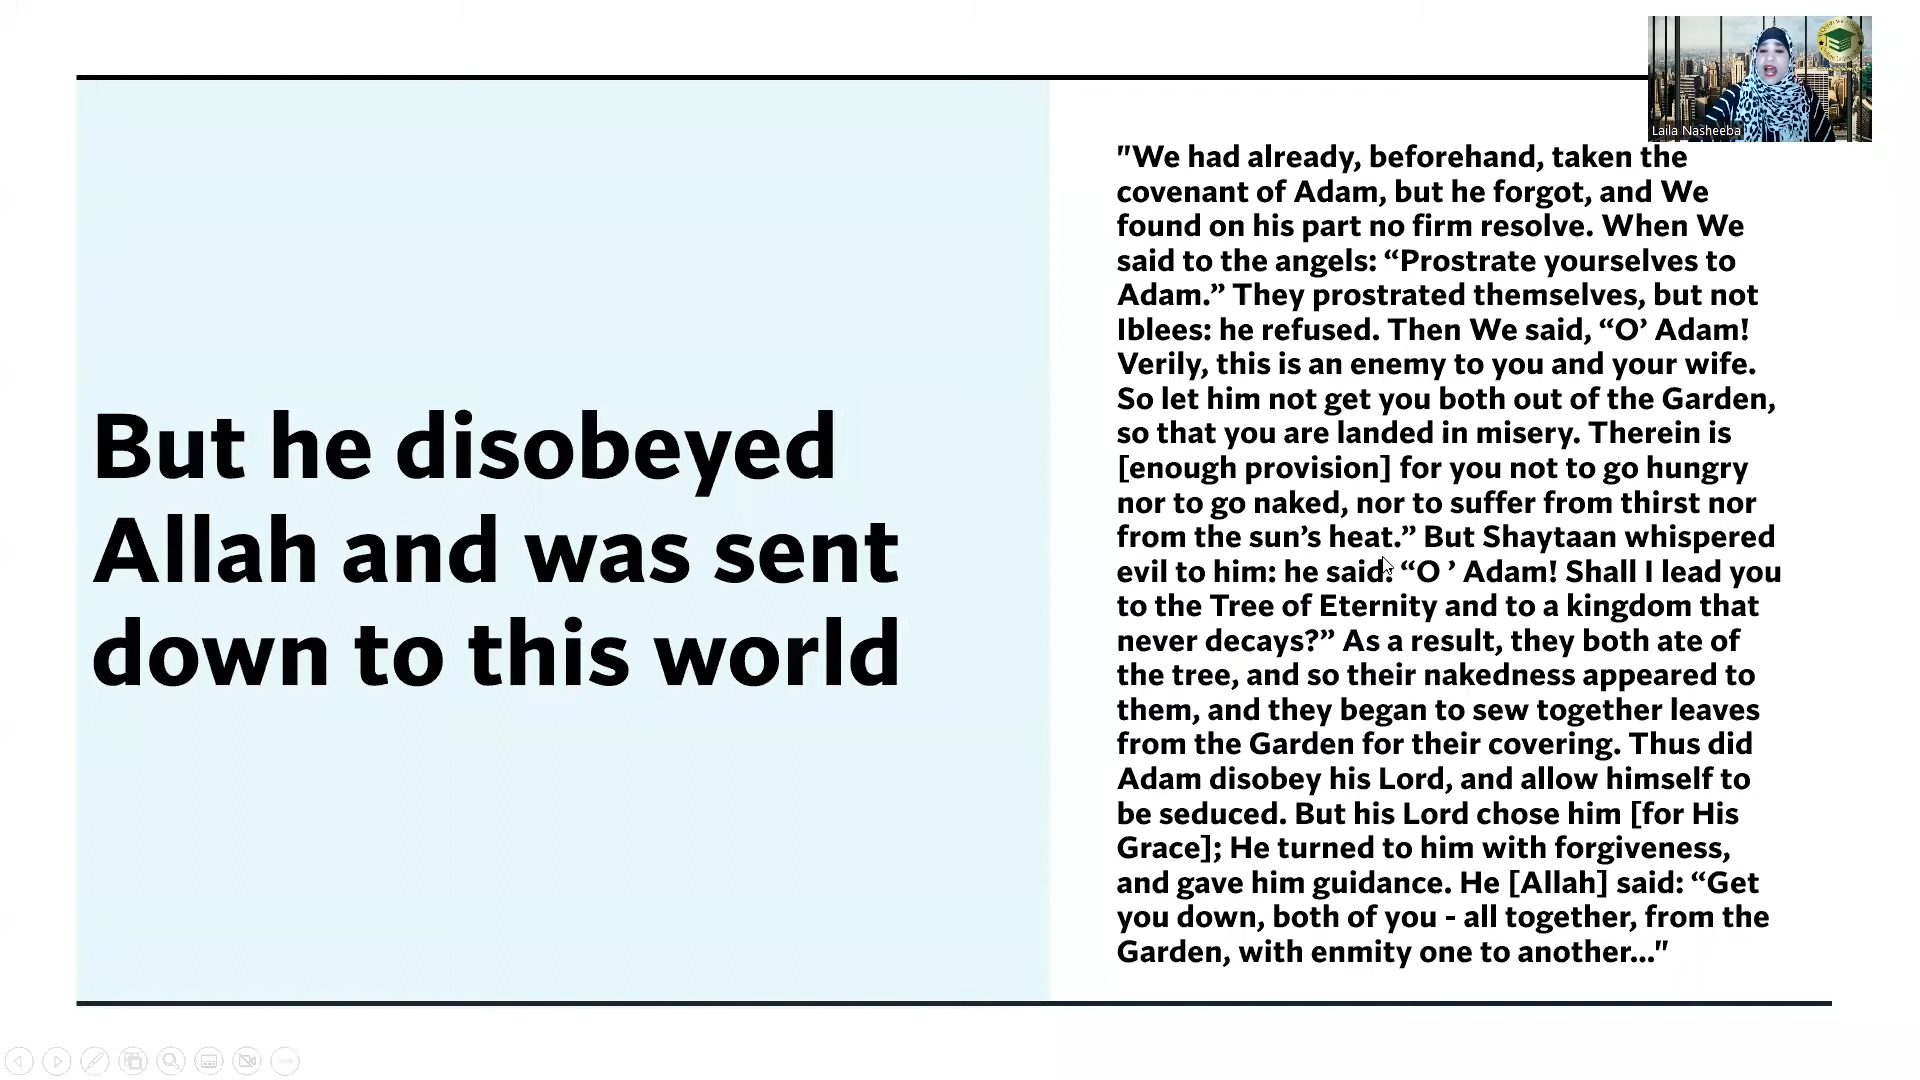 Laila Nasheeba
But he disobeyed
Allah and was sent
down to this world
"We had already, beforehand, taken the
covenant of Adam, but he forgot, and We
found on his part no firm resolve. When We
said to the angels: “Prostrate yourselves to
Adam.” They prostrated themselves, but not
Iblees: he refused. Then We said, “O’ Adam!
Verily, this is an enemy to you and your wife.
So let him not get you both out of the Garden,
so that you are landed in misery. Therein is
[enough provision] for you not to go hungry
nor to go naked, nor to suffer from thirst nor
from the sun’s heat.” But Shaytaan whispered
evil to him: he said: “O ’ Adam! Shall I lead you
to the Tree of Eternity and to a kingdom that
never decays?” As a result, they both ate of
the tree, and so their nakedness appeared to
them, and they began to sew together leaves
from the Garden for their covering. Thus did
Adam disobey his Lord, and allow himself to
be seduced. But his Lord chose him [for His
Grace]; He turned to him with forgiveness,
and gave him guidance. He [Allah] said: “Get
you down, both of you - all together, from the
Garden, with enmity one to another..."